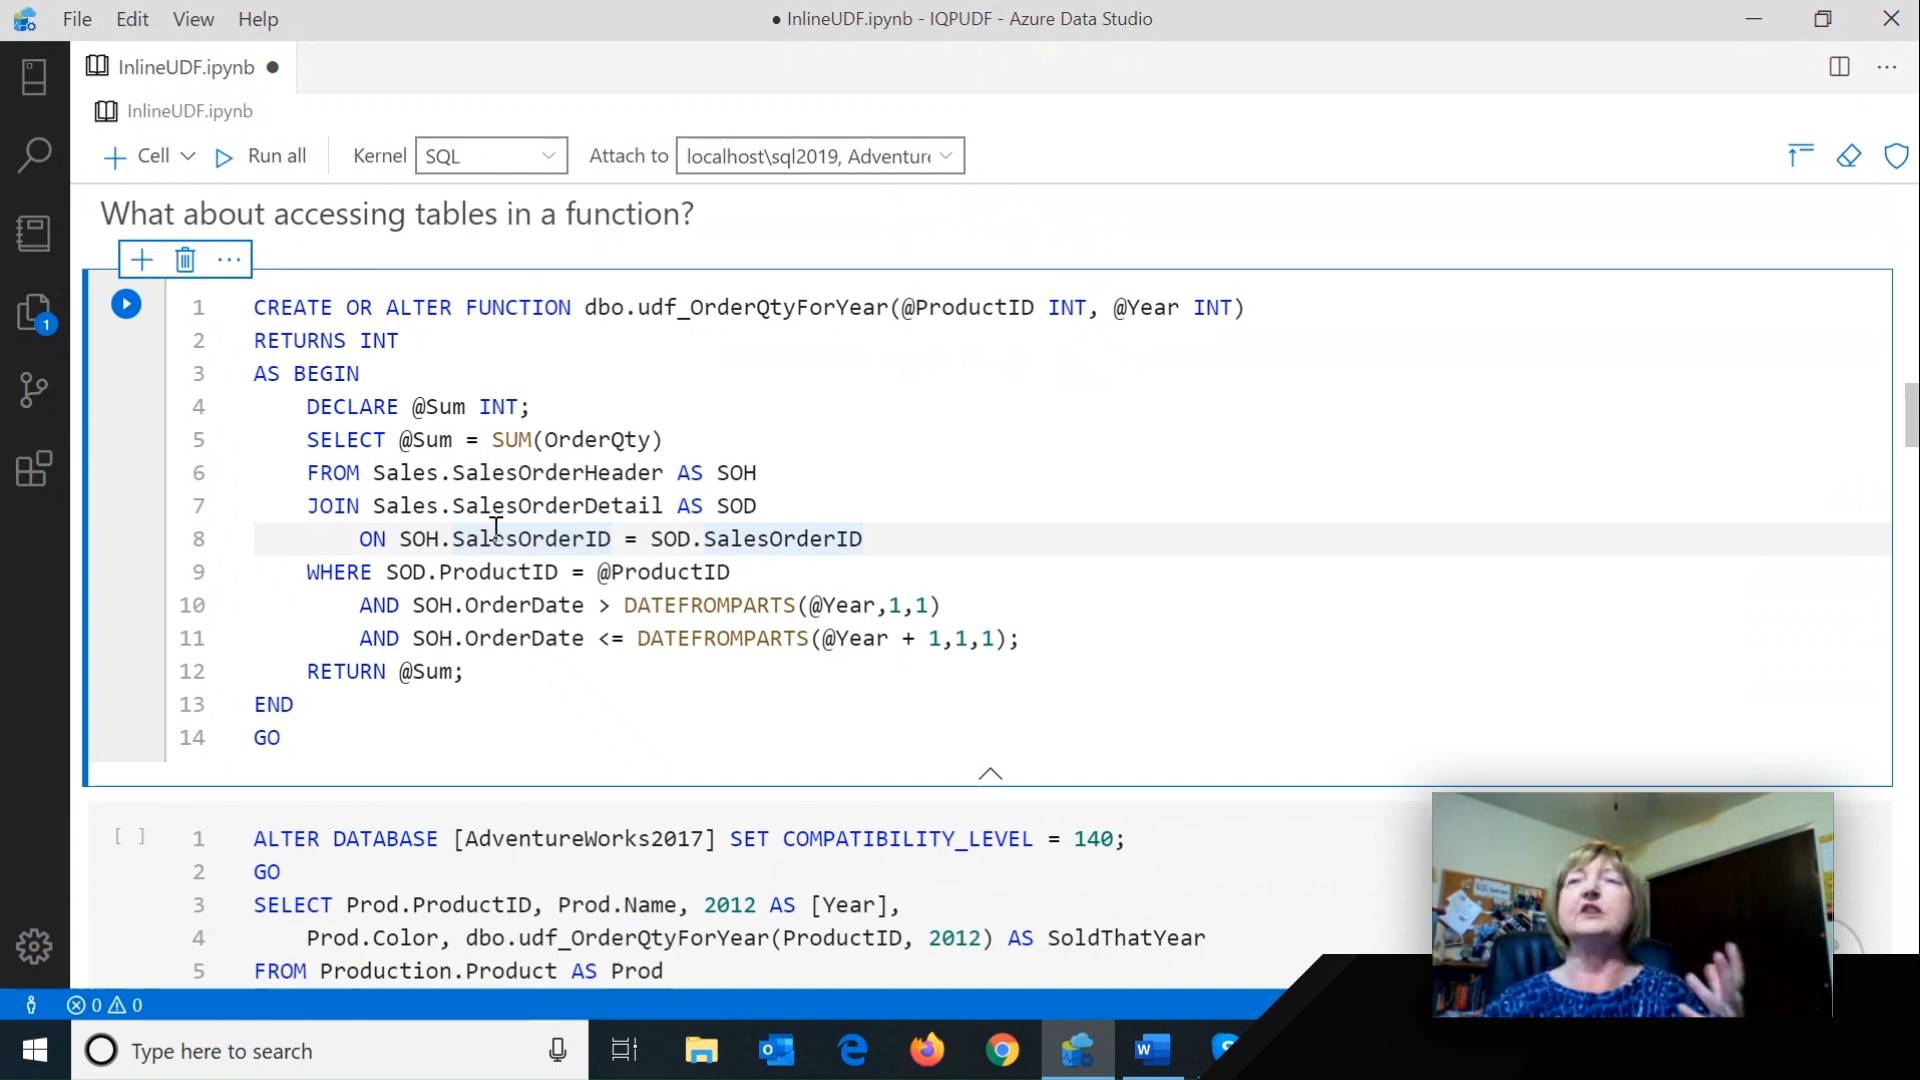 File Edit View Help
● InlineUDF.ipynb - IQPUDF - Azure Data Studio
InlineUDF.ipynb ●
InlineUDF.ipynb
Cell Run all Kernel SQL Attach to localhost\sql2019, Adventur
What about accessing tables in a function?
1 CREATE OR ALTER FUNCTION dbo.udf_OrderQtyForYear(@ProductID INT, @Year INT)
2 RETURNS INT
3 AS BEGIN
4 DECLARE @Sum INT;
5 SELECT @Sum = SUM(OrderQty)
6 FROM Sales.SalesOrderHeader AS SOH
7 JOIN Sales.SalesOrderDetail AS SOD
8 ON SOH.SalesOrderID = SOD.SalesOrderID
9 WHERE SOD.ProductID = @ProductID
10 AND SOH.OrderDate > DATEFROMPARTS(@Year,1,1)
11 AND SOH.OrderDate <= DATEFROMPARTS(@Year + 1,1,1);
12 RETURN @Sum;
13 END
14 GO
1
[ ] 1 ALTER DATABASE [AdventureWorks2017] SET COMPATIBILITY_LEVEL = 140;
2 GO
3 SELECT Prod.ProductID, Prod.Name, 2012 AS [Year],
4 Prod.Color, dbo.udf_OrderQtyForYear(ProductID, 2012) AS SoldThatYear
5 FROM Production.Product AS Prod
0 0
Type here to search